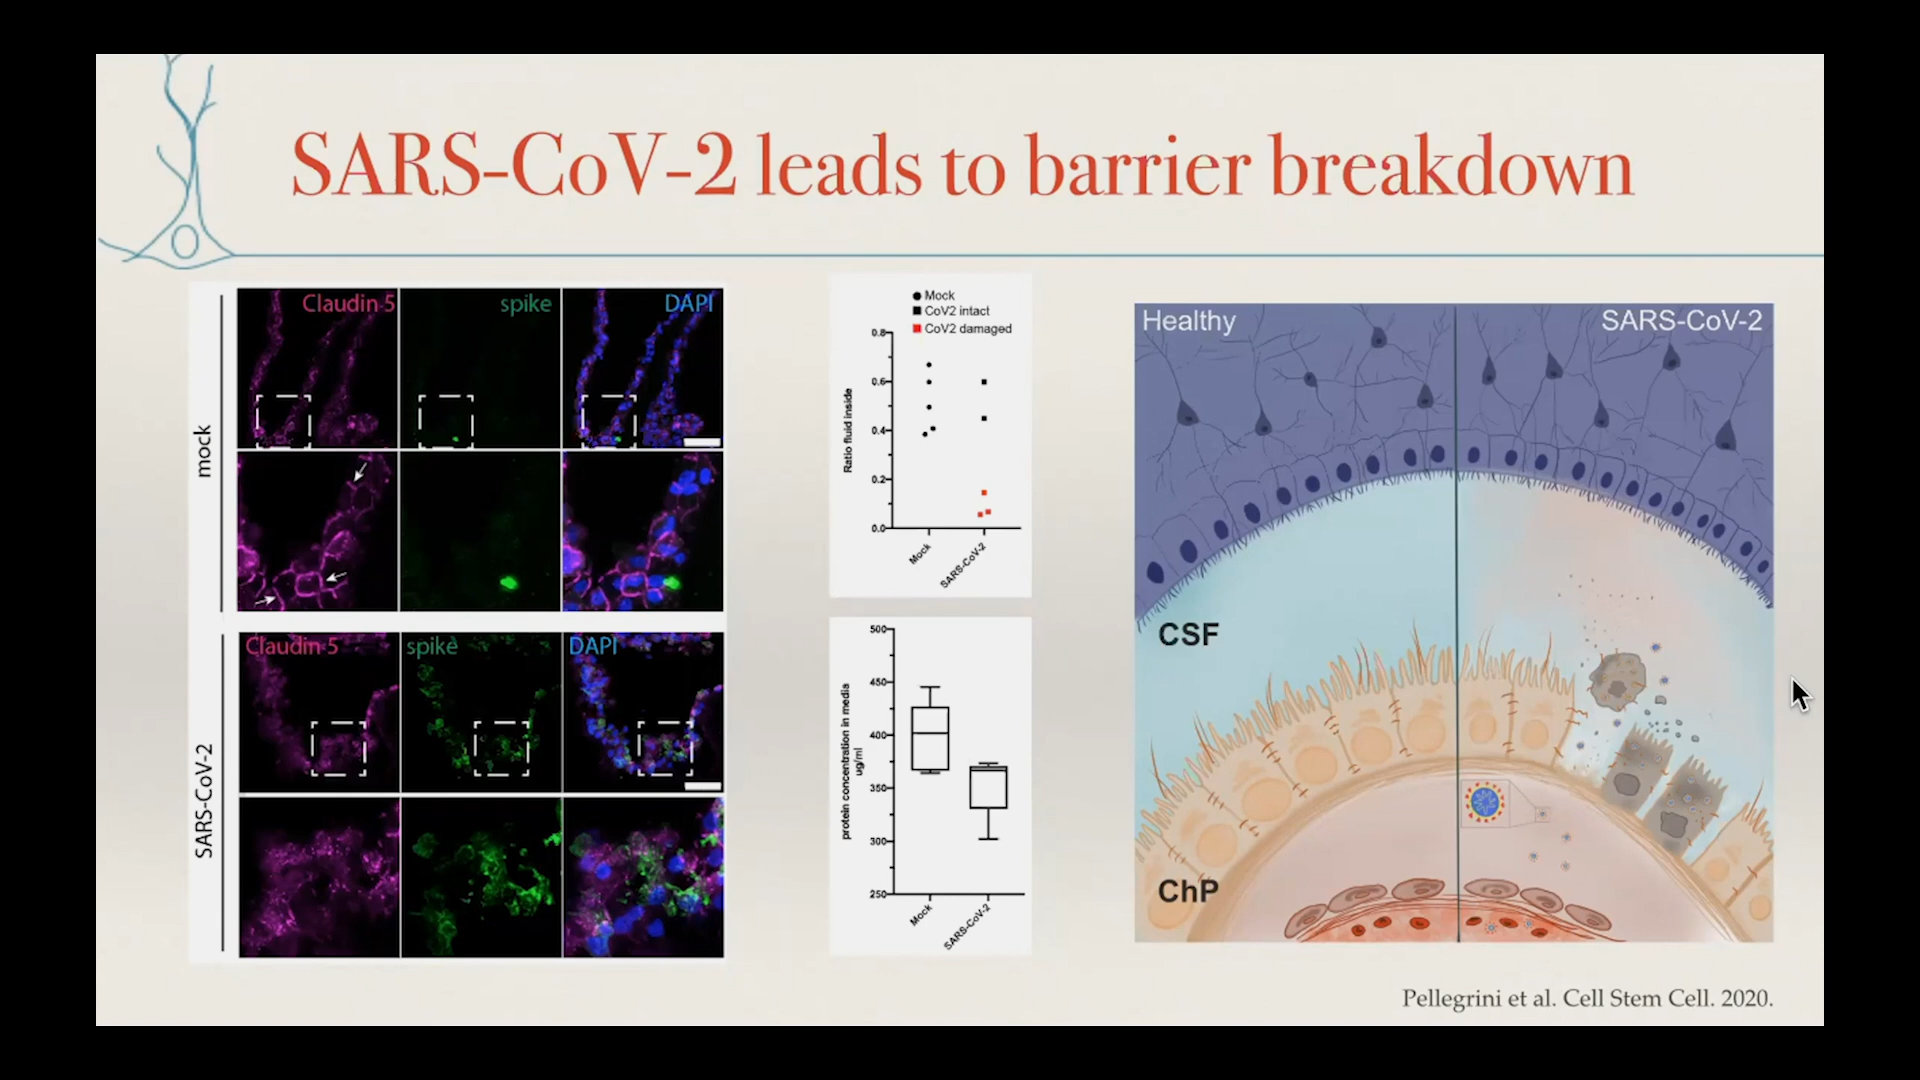 SARS-CoV-2 leads to barrier breakdown
mock
Claudin-5
spike
DAPI
SARS-CoV-2
Claudin-5
spike
DAPI
Mock
CoV2 intact
CoV2 damaged
Ratio fluid inside
0.8
0.6
0.4
0.2
0.0
Mock
SARS-CoV-2
protein concentration in media
ug/ml
500
450
400
350
300
250
Mock
SARS-CoV-2
Healthy
SARS-CoV-2
CSF
ChP
Pellegrini et al. Cell Stem Cell. 2020.